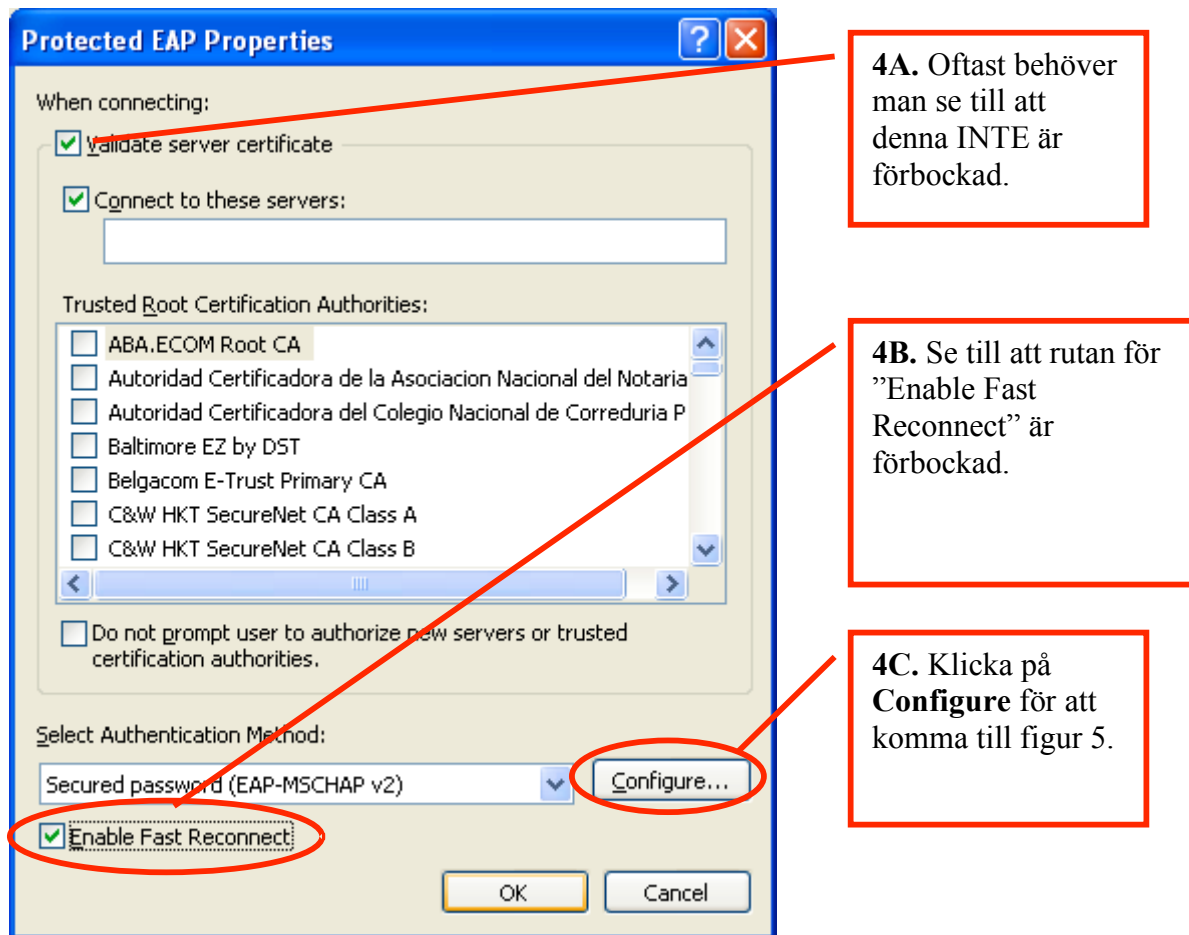 Protected EAP Properties
When connecting:
Validate server certificate
Connect to these servers:
Trusted Root Certification Authorities:
ABA.ECOM Root CA
Autoridad Certificadora de la Asociacion Nacional del Notaria
Autoridad Certificadora del Colegio Nacional de Correduria P
Baltimore EZ by DST
Belgacom E-Trust Primary CA
C&W HKT SecureNet CA Class A
C&W HKT SecureNet CA Class B
Do not prompt user to authorize new servers or trusted
certification authorities.
Select Authentication Method:
Secured password (EAP-MSCHAP v2)
Configure...
Enable Fast Reconnect
OK
Cancel
4A. Oftast behöver
man se till att
denna INTE är
förbockad.
4B. Se till att rutan för
”Enable Fast
Reconnect” är
förbockad.
4C. Klicka på
Configure för att
komma till figur 5.